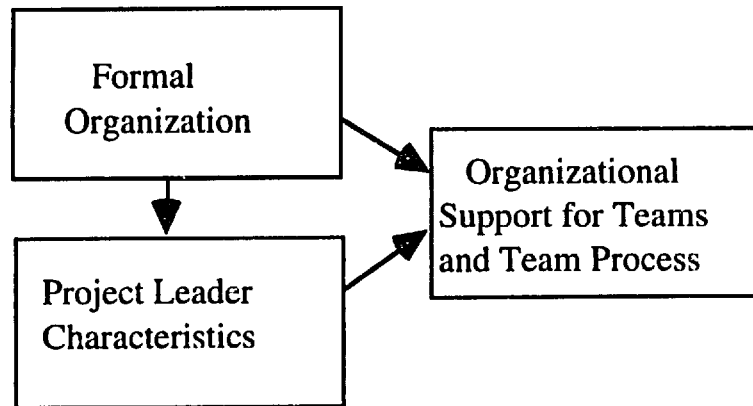 Formal
Organization
Organizational
Support for Teams
and Team Process
Project Leader
Characteristics